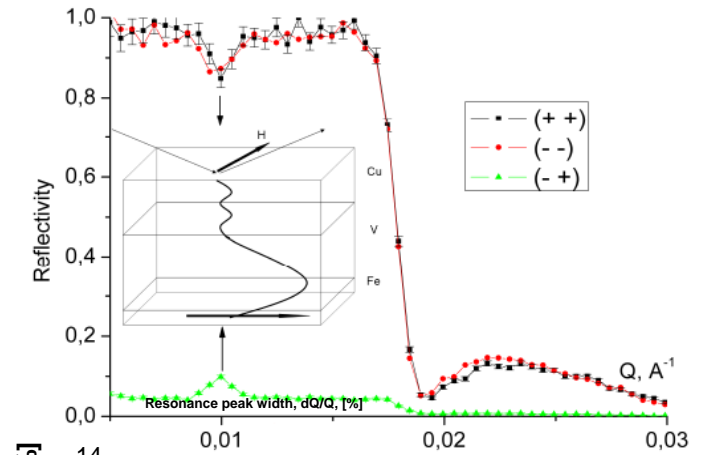 1,0
0,8
0,6
0,4
0,2
0,0
Reflectivity
H
Cu
V
Fe
(+ +)
(- -)
(- +)
Q, A⁻¹
Resonance peak width, dQ/Q, [%]
0,01
0,02
0,03
14